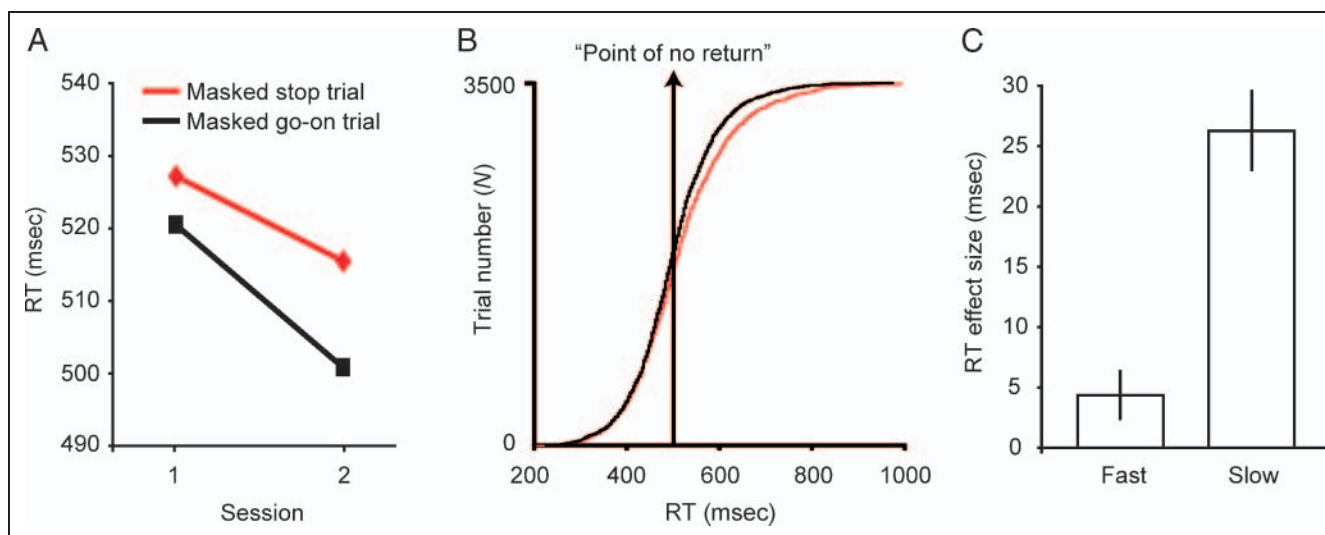 A
540
530
520
510
500
490
RT (msec)
Masked stop trial
Masked go-on trial
1
2
Session
B
"Point of no return"
3500
0
Trial number (N)
200
400
600
800
1000
RT (msec)
C
30
25
20
15
10
5
0
RT effect size (msec)
Fast
Slow